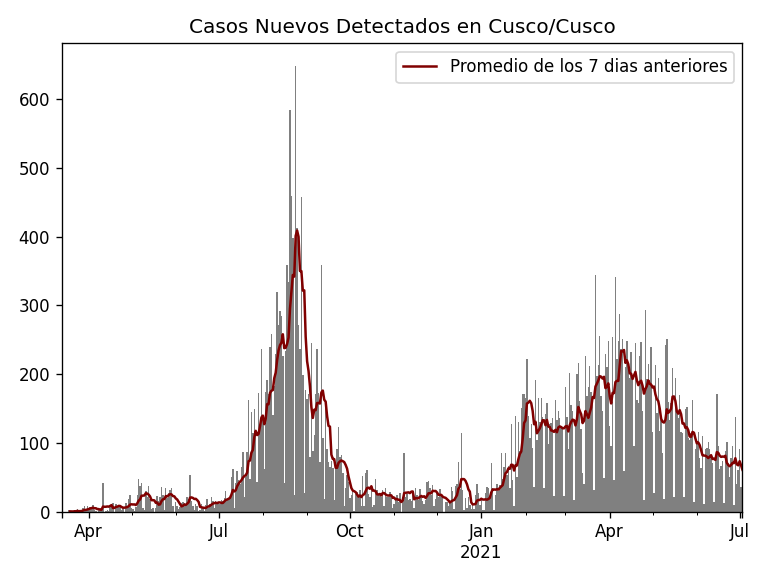 Casos Nuevos Detectados en Cusco/Cusco
Promedio de los 7 dias anteriores
600
500
400
300
200
100
0
Apr Jul Oct Jan Apr Jul
2021